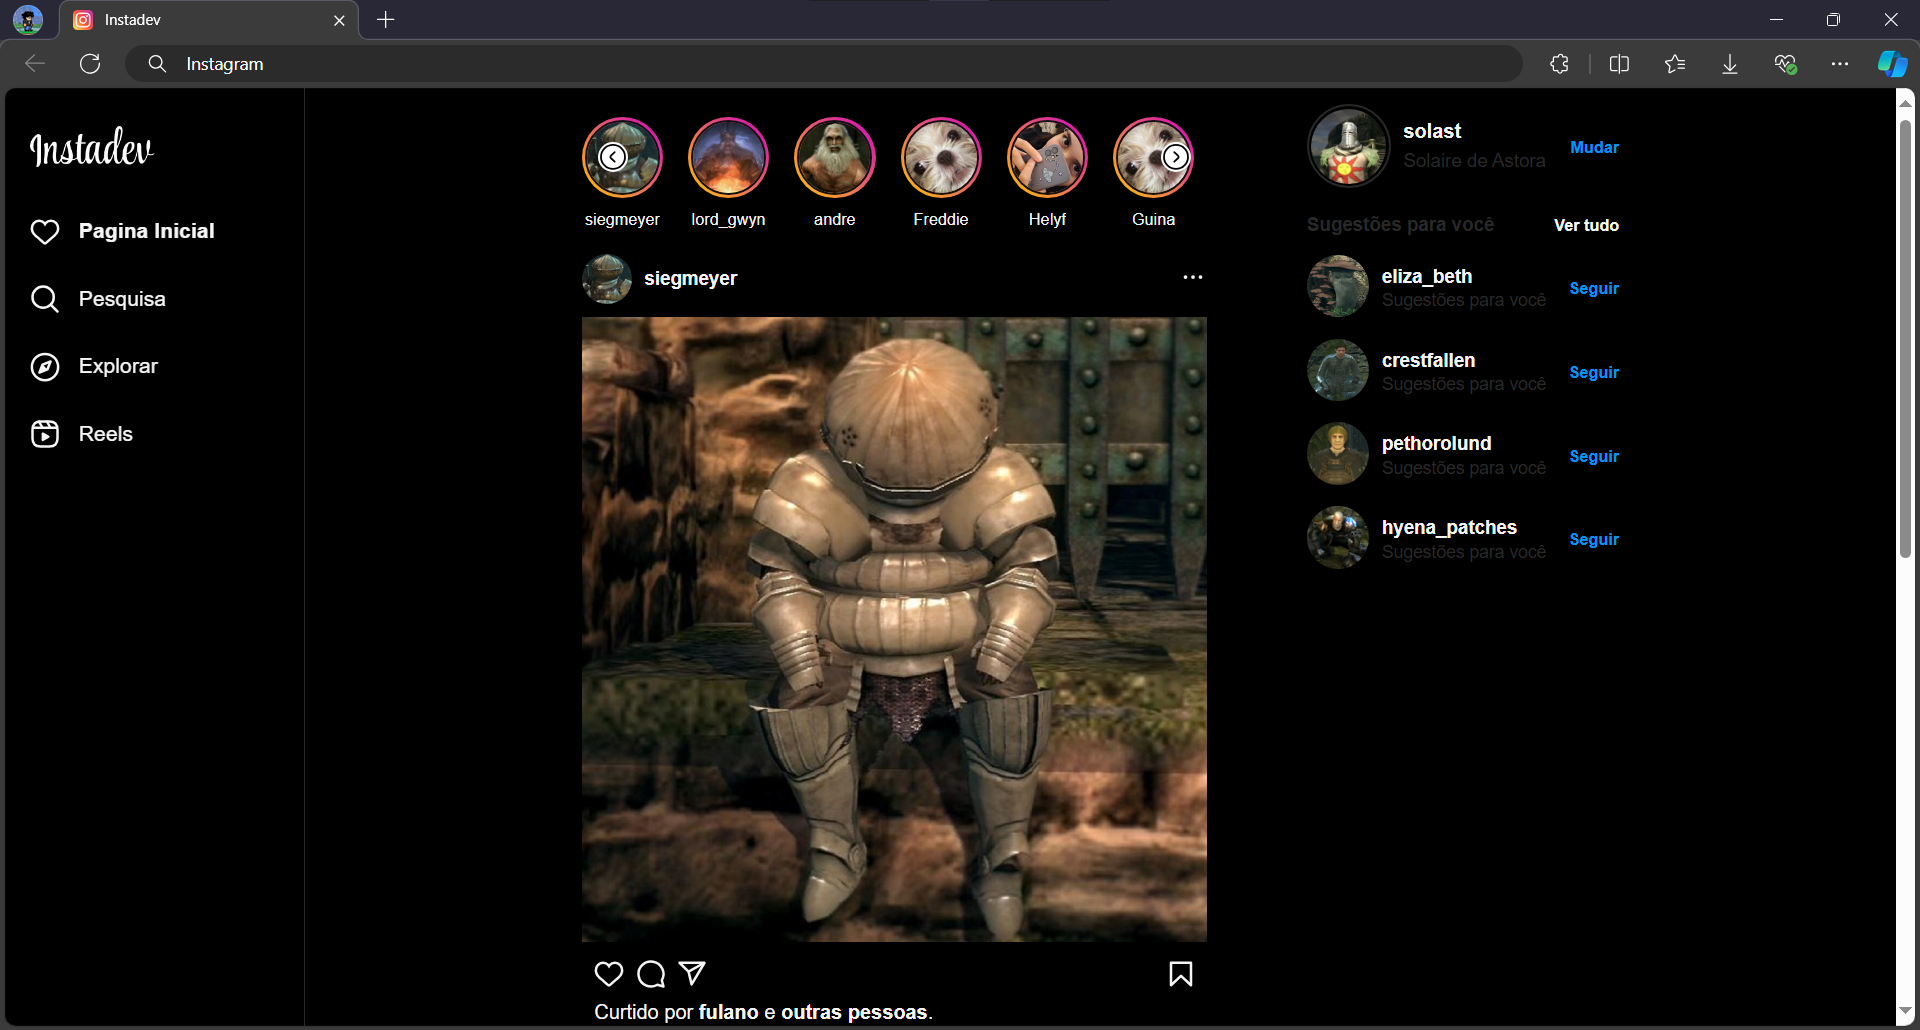 Instadev
Instagram
Instadev
Pagina Inicial
Pesquisa
Explorar
Reels
siegmeyer
lord_gwyn
andre
Freddie
Helyf
Guina
siegmeyer
Curtido por fulano e outras pessoas.
solast
Solaire de Astora
Mudar
Sugestões para você
Ver tudo
eliza_beth
Sugestões para você
Seguir
crestfallen
Sugestões para você
Seguir
pethorolund
Sugestões para você
Seguir
hyena_patches
Sugestões para você
Seguir